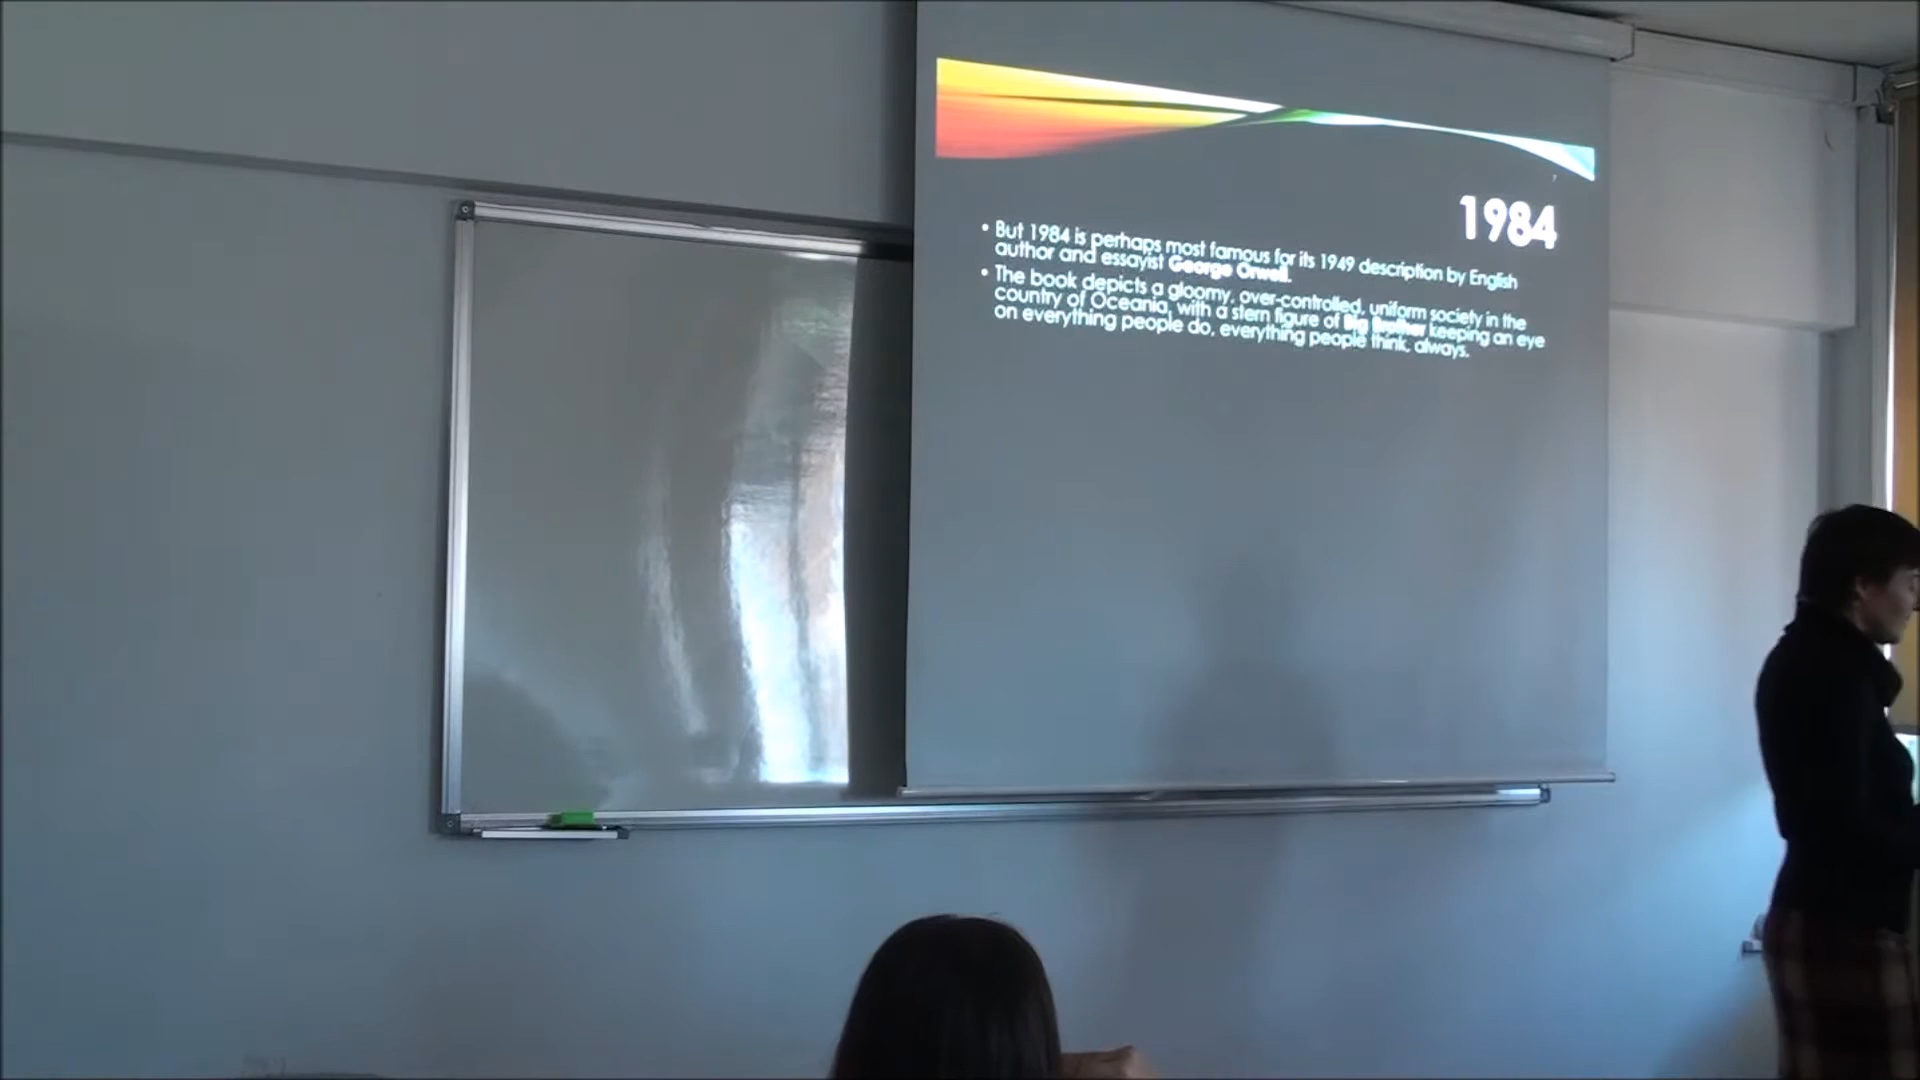 1984
• But 1984 is perhaps most famous for its 1949 description by English
author and essayist George Orwell.
• The book depicts a gloomy, over-controlled, uniform society in the
country of Oceania, with a stern figure of Big Brother keeping an eye
on everything people do, everything people think, always.